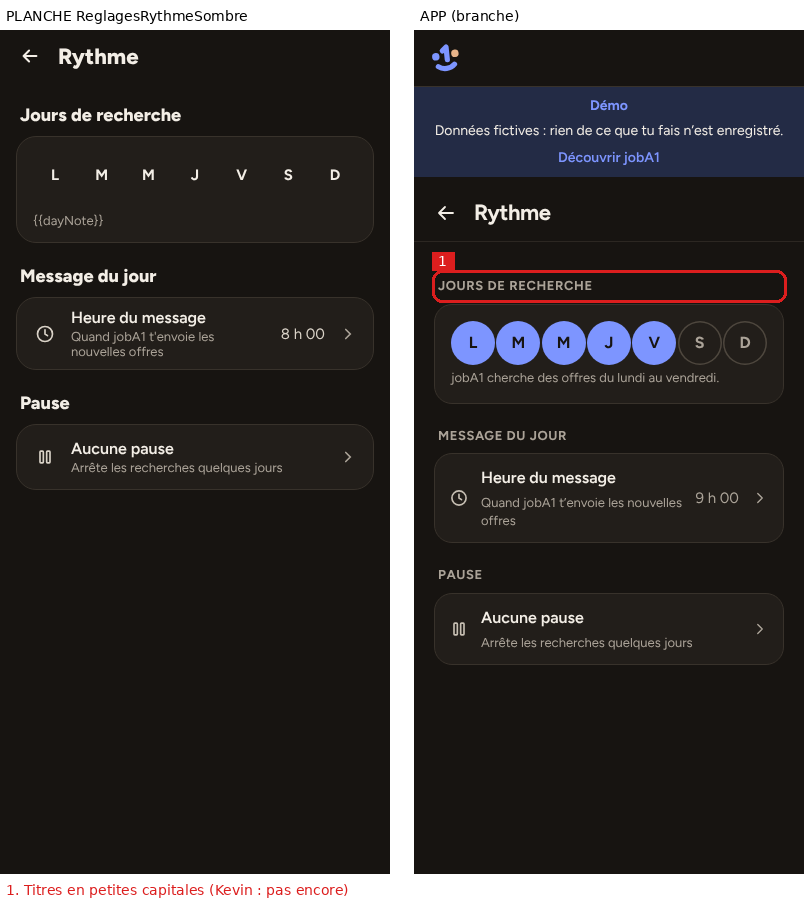 PLANCHE ReglagesRythmeSombre
Rythme
Jours de recherche
L M M J V S D
{{dayNote}}
Message du jour
Heure du message
Quand jobA1 t'envoie les
nouvelles offres
8 h 00
Pause
Aucune pause
Arrête les recherches quelques jours
APP (branche)
Démo
Données fictives : rien de ce que tu fais n’est enregistré.
Découvrir jobA1
Rythme
1
JOURS DE RECHERCHE
L M M J V S D
jobA1 cherche des offres du lundi au vendredi.
MESSAGE DU JOUR
Heure du message
Quand jobA1 t’envoie les nouvelles
offres
9 h 00
PAUSE
Aucune pause
Arrête les recherches quelques jours
1. Titres en petites capitales (Kevin : pas encore)